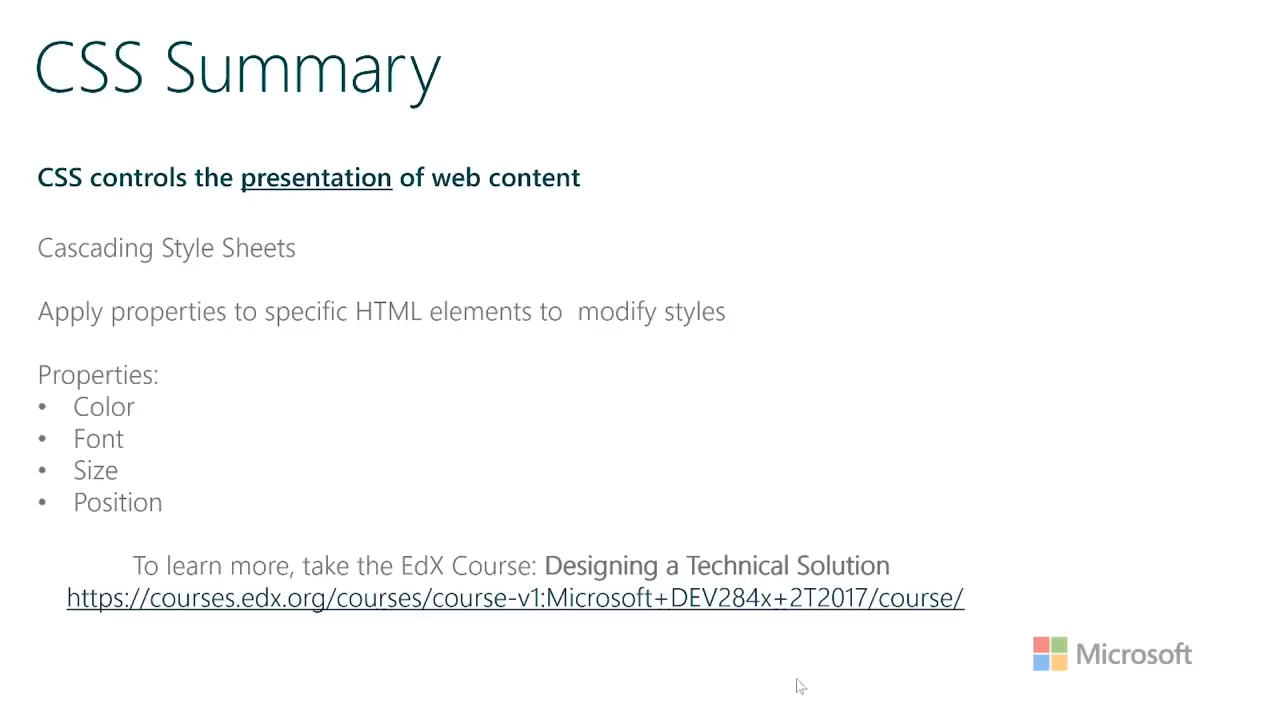 CSS Summary
CSS controls the presentation of web content
Cascading Style Sheets
Apply properties to specific HTML elements to  modify styles
Properties:
• Color
• Font
• Size
• Position
To learn more, take the EdX Course: Designing a Technical Solution
https://courses.edx.org/courses/course-v1:Microsoft+DEV284x+2T2017/course/
Microsoft